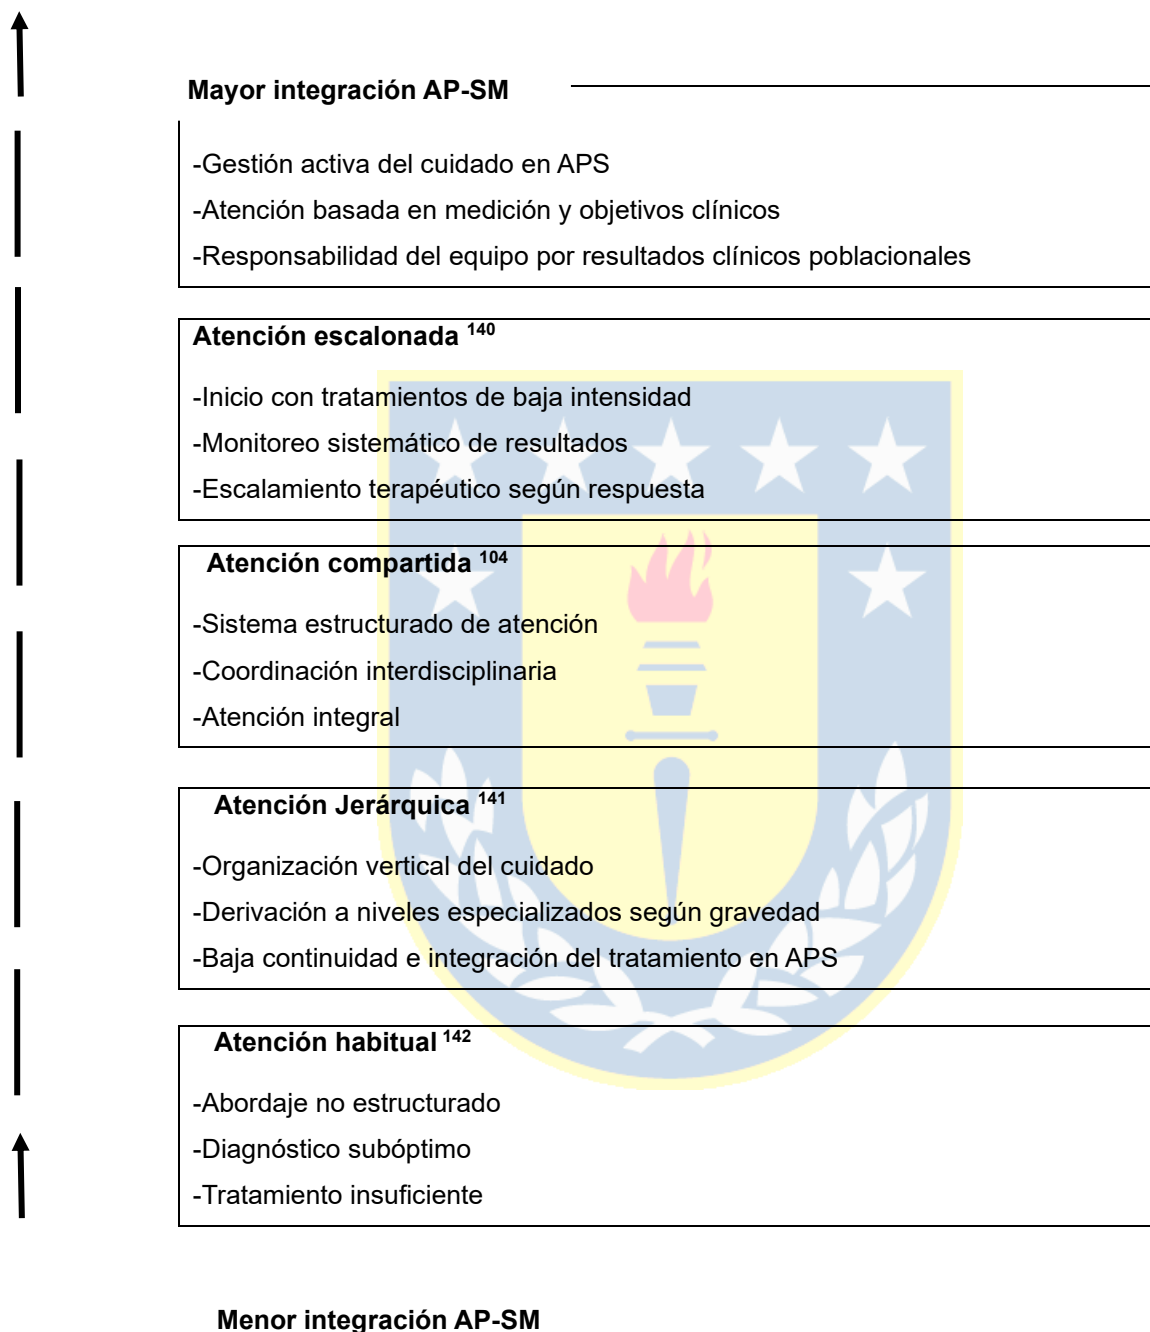 Mayor integración AP-SM
-Gestión activa del cuidado en APS
-Atención basada en medición y objetivos clínicos
-Responsabilidad del equipo por resultados clínicos poblacionales
Atención escalonada 140
-Inicio con tratamientos de baja intensidad
-Monitoreo sistemático de resultados
-Escalamiento terapéutico según respuesta
Atención compartida 104
-Sistema estructurado de atención
-Coordinación interdisciplinaria
-Atención integral
Atención Jerárquica 141
-Organización vertical del cuidado
-Derivación a niveles especializados según gravedad
-Baja continuidad e integración del tratamiento en APS
Atención habitual 142
-Abordaje no estructurado
-Diagnóstico subóptimo
-Tratamiento insuficiente
Menor integración AP-SM